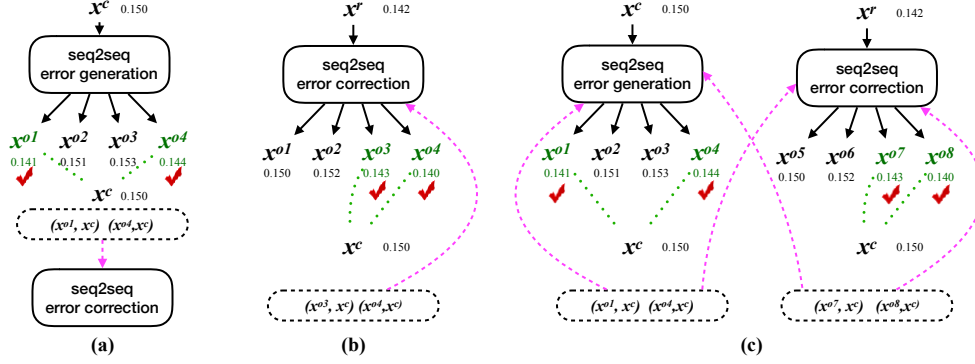 x^c 0.150
seq2seq
error generation
x^o1 x^o2 x^o3 x^o4
0.141 0.151 0.153 0.144
x^c 0.150
(x^o1, x^c) (x^o4,x^c)
seq2seq
error correction
(a)
x^r 0.142
seq2seq
error correction
x^o1 x^o2 x^o3 x^o4
0.150 0.152 0.143 0.140
x^c 0.150
(x^o3, x^c) (x^o4,x^c)
(b)
x^c 0.150
seq2seq
error generation
x^o1 x^o2 x^o3 x^o4
0.141 0.151 0.153 0.144
x^c 0.150
(x^o1, x^c) (x^o4,x^c)
x^r 0.142
seq2seq
error correction
x^o5 x^o6 x^o7 x^o8
0.150 0.152 0.143 0.140
x^c 0.150
(x^o7, x^c) (x^o8,x^c)
(c)